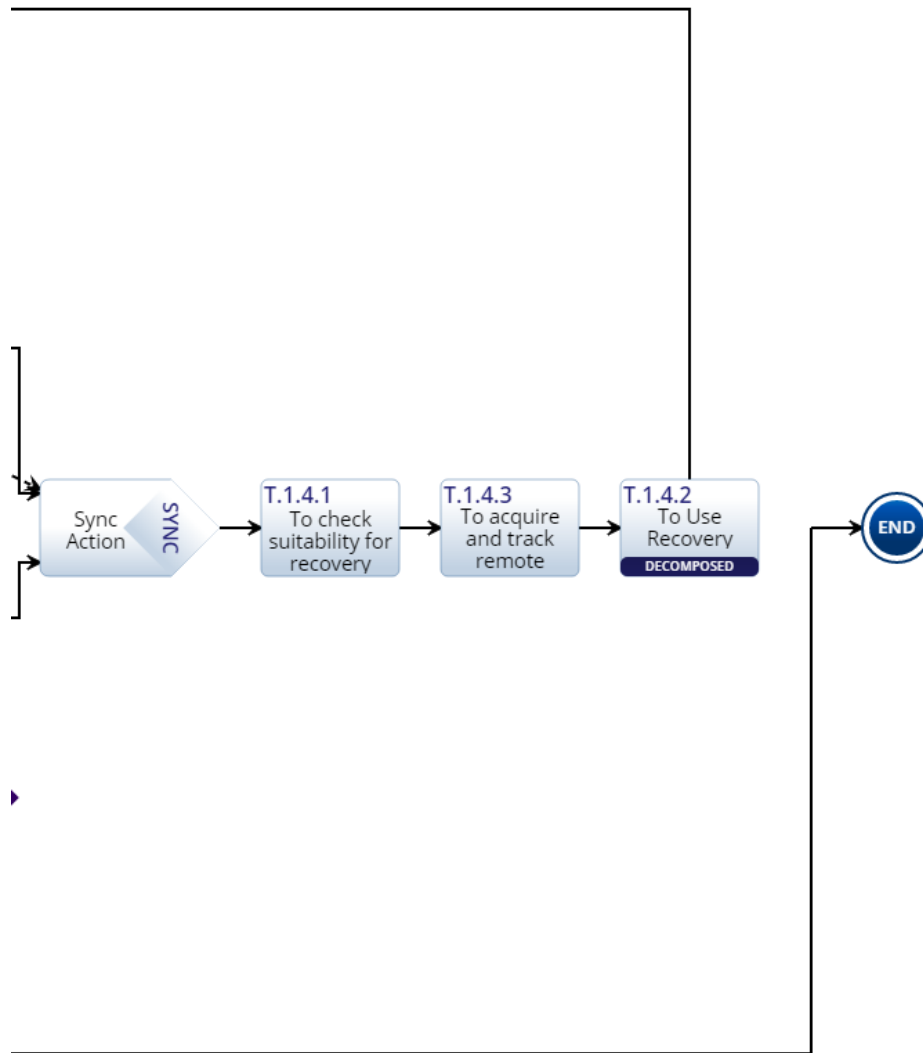 Sync
Action
SYNC
T.1.4.1
To check
suitability for
recovery
T.1.4.3
To acquire
and track
remote
T.1.4.2
To Use
Recovery
DECOMPOSED
END